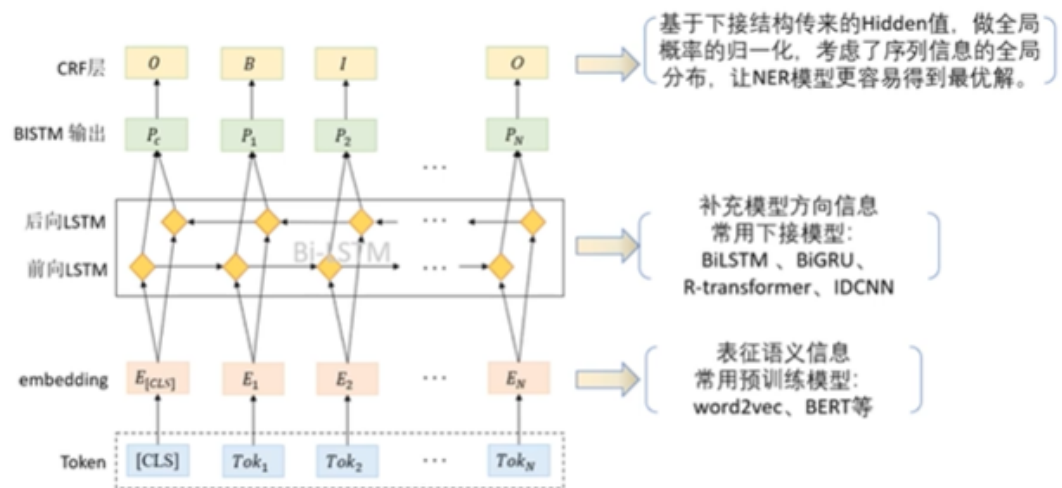 CRF层 O B I O
基于下接结构传来的Hidden值，做全局
概率的归一化，考虑了序列信息的全局
分布，让NER模型更容易得到最优解。
BISTM 输出 P_c P_1 P_2 ... P_N
后向LSTM ...
Bi-LSTM
前向LSTM ...
补充模型方向信息
常用下接模型：
BiLSTM 、BiGRU、
R-transformer、IDCNN
embedding E_[CLS] E_1 E_2 ... E_N
表征语义信息
常用预训练模型：
word2vec、BERT等
Token [CLS] Tok_1 Tok_2 ... Tok_N